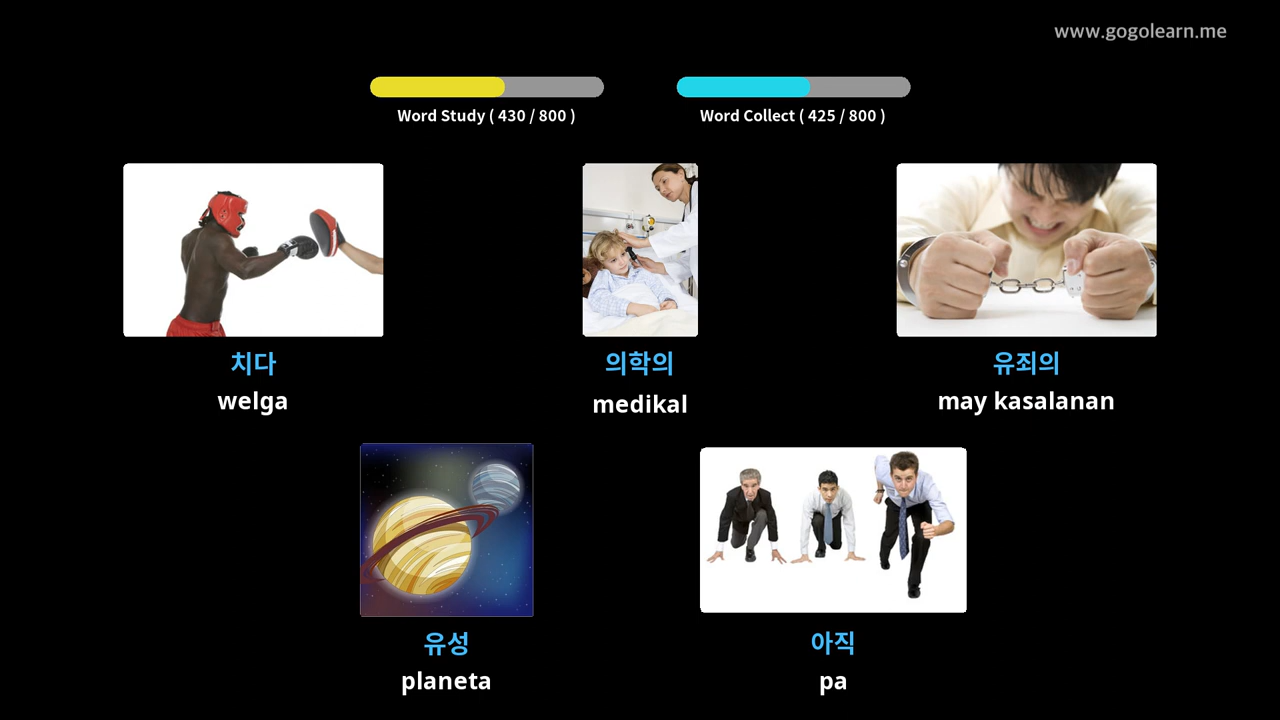 www.gogolearn.me
Word Study ( 430 / 800 )
Word Collect ( 425 / 800 )
치다
welga
의학의
medikal
유죄의
may kasalanan
유성
planeta
아직
pa